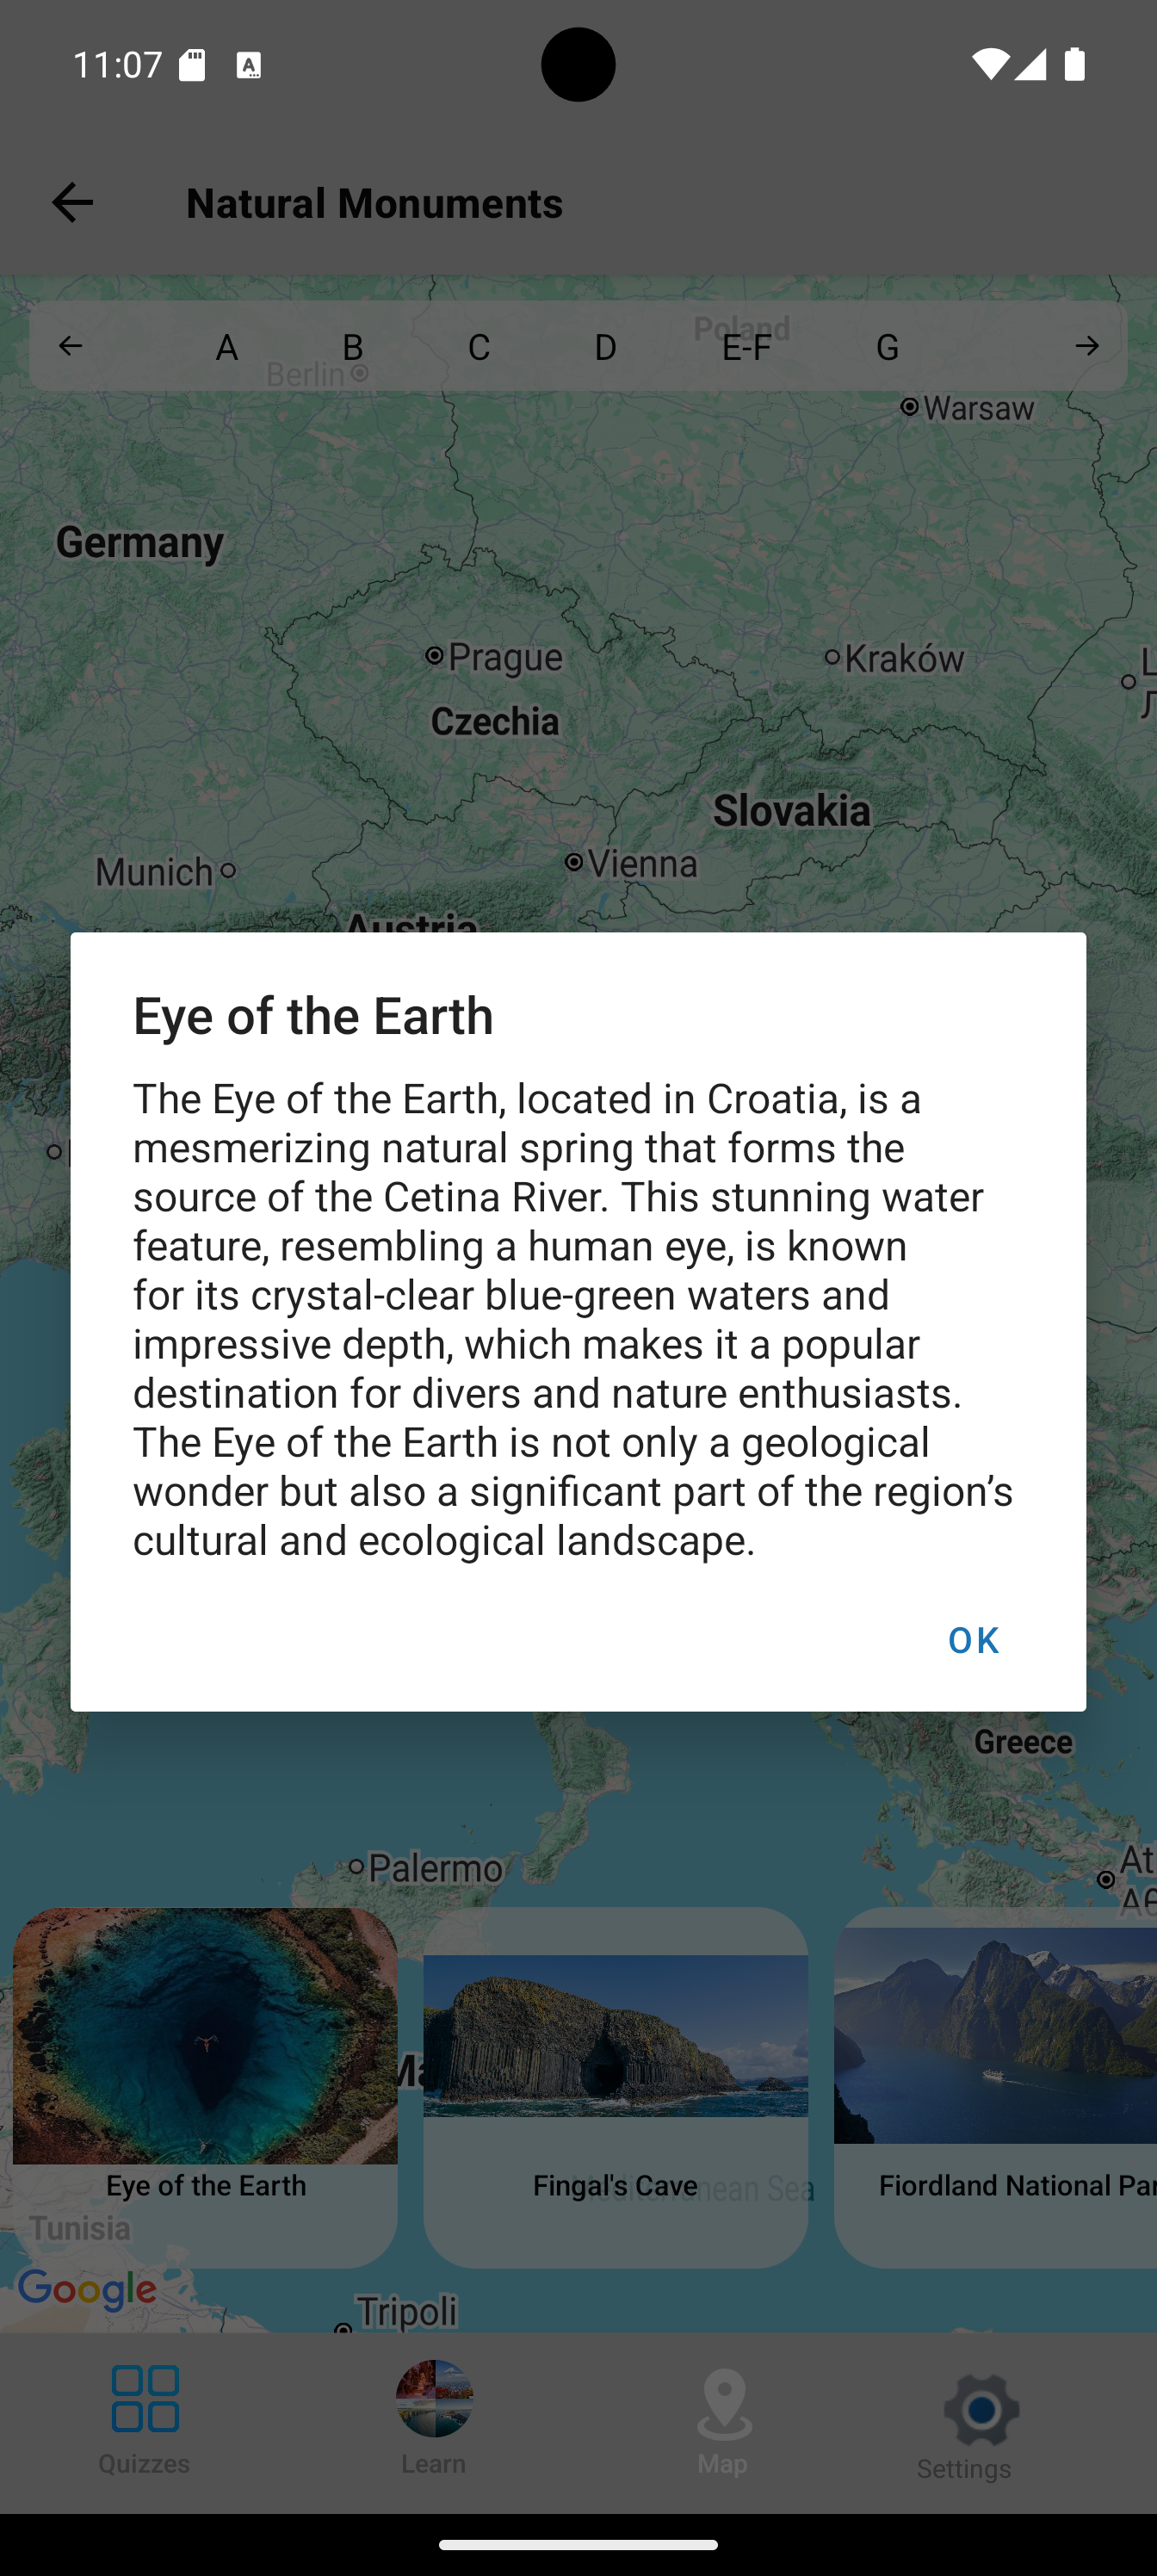 11:07
Natural Monuments
Poland
A B C D E-F G
Berlin
Warsaw
Germany
Prague
Kraków
Czechia
Slovakia
Munich
Vienna
Austria
Eye of the Earth
The Eye of the Earth, located in Croatia, is a
mesmerizing natural spring that forms the
source of the Cetina River. This stunning water
feature, resembling a human eye, is known
for its crystal-clear blue-green waters and
impressive depth, which makes it a popular
destination for divers and nature enthusiasts.
The Eye of the Earth is not only a geological
wonder but also a significant part of the region’s
cultural and ecological landscape.
OK
Greece
Palermo
Eye of the Earth
Fingal's Cave
Fiordland National Par
Mediterranean Sea
Tunisia
Google
Tripoli
Quizzes
Learn
Map
Settings